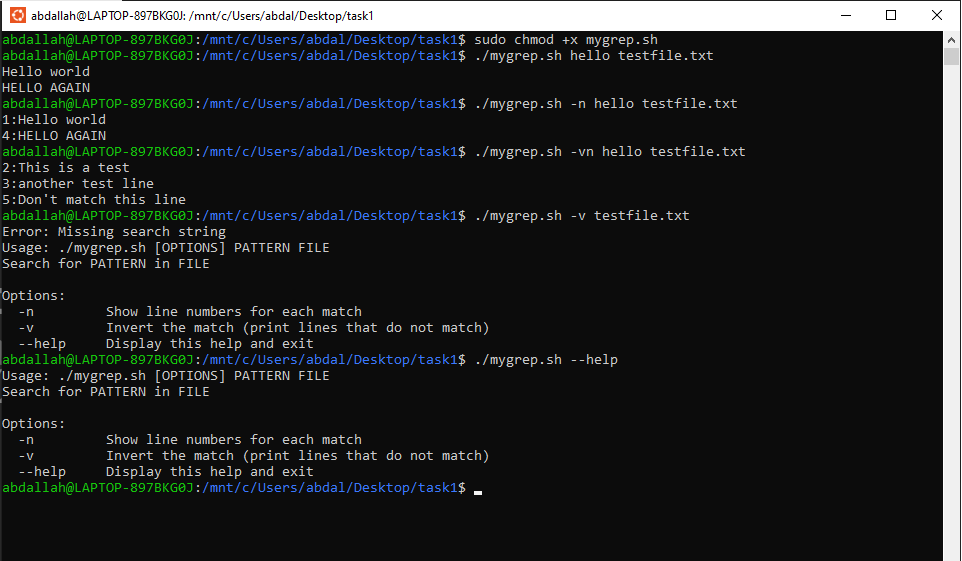 abdallah@LAPTOP-897BKG0J: /mnt/c/Users/abdal/Desktop/task1
abdallah@LAPTOP-897BKG0J:/mnt/c/Users/abdal/Desktop/task1$ sudo chmod +x mygrep.sh
abdallah@LAPTOP-897BKG0J:/mnt/c/Users/abdal/Desktop/task1$ ./mygrep.sh hello testfile.txt
Hello world
HELLO AGAIN
abdallah@LAPTOP-897BKG0J:/mnt/c/Users/abdal/Desktop/task1$ ./mygrep.sh -n hello testfile.txt
1:Hello world
4:HELLO AGAIN
abdallah@LAPTOP-897BKG0J:/mnt/c/Users/abdal/Desktop/task1$ ./mygrep.sh -vn hello testfile.txt
2:This is a test
3:another test line
5:Don't match this line
abdallah@LAPTOP-897BKG0J:/mnt/c/Users/abdal/Desktop/task1$ ./mygrep.sh -v testfile.txt
Error: Missing search string
Usage: ./mygrep.sh [OPTIONS] PATTERN FILE
Search for PATTERN in FILE

Options:
  -n         Show line numbers for each match
  -v         Invert the match (print lines that do not match)
  --help     Display this help and exit
abdallah@LAPTOP-897BKG0J:/mnt/c/Users/abdal/Desktop/task1$ ./mygrep.sh --help
Usage: ./mygrep.sh [OPTIONS] PATTERN FILE
Search for PATTERN in FILE

Options:
  -n         Show line numbers for each match
  -v         Invert the match (print lines that do not match)
  --help     Display this help and exit
abdallah@LAPTOP-897BKG0J:/mnt/c/Users/abdal/Desktop/task1$